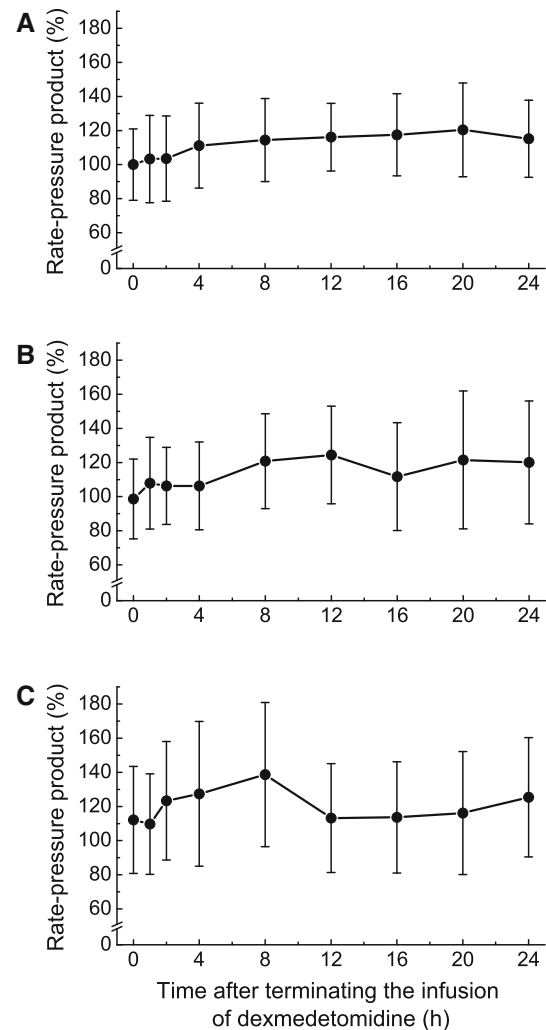 A
Rate-pressure product (%)
180
160
140
120
100
80
60
0
0 4 8 12 16 20 24
B
Rate-pressure product (%)
180
160
140
120
100
80
60
0
0 4 8 12 16 20 24
C
Rate-pressure product (%)
180
160
140
120
100
80
60
0
0 4 8 12 16 20 24
Time after terminating the infusion
of dexmedetomidine (h)